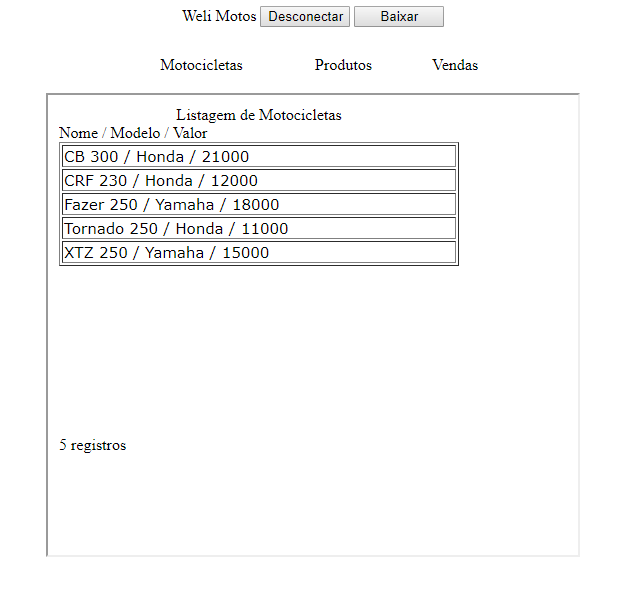 Weli Motos Desconectar Baixar
Motocicletas Produtos Vendas
Listagem de Motocicletas
Nome / Modelo / Valor
CB 300 / Honda / 21000
CRF 230 / Honda / 12000
Fazer 250 / Yamaha / 18000
Tornado 250 / Honda / 11000
XTZ 250 / Yamaha / 15000
5 registros